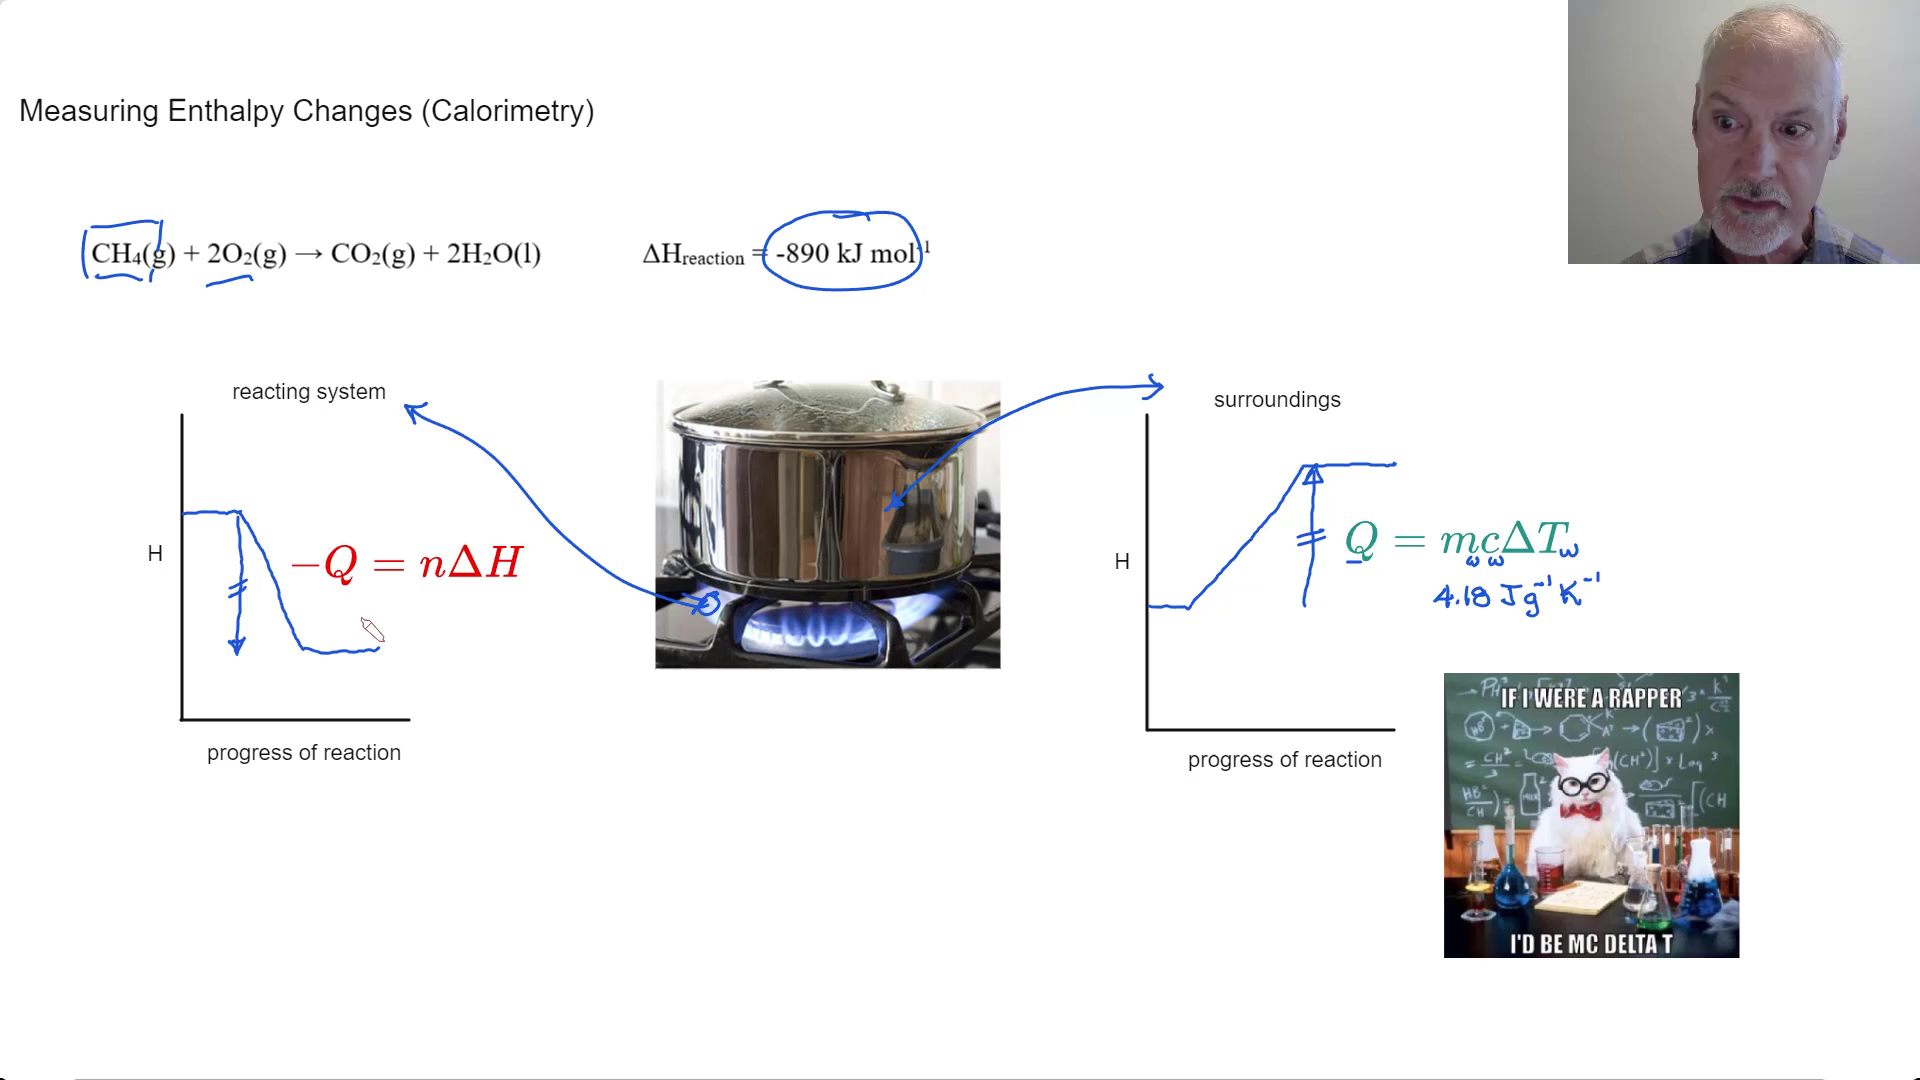 Measuring Enthalpy Changes (Calorimetry)
CH₄(g) + 2O₂(g) → CO₂(g) + 2H₂O(l)
ΔHreaction = -890 kJ mol⁻¹
reacting system
H
−Q = nΔH
progress of reaction
surroundings
H
Q = mcΔT
ω ω ω
4.18 Jg⁻¹K⁻¹
progress of reaction
IF I WERE A RAPPER
I'D BE MC DELTA T